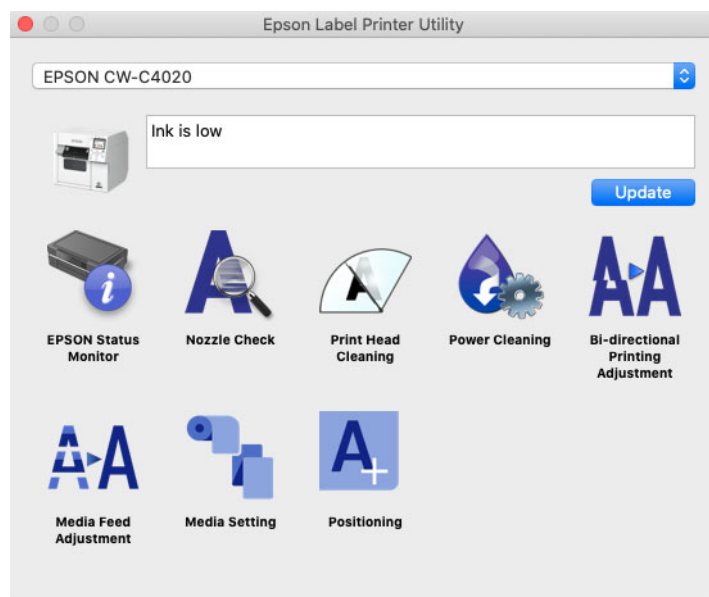 Epson Label Printer Utility
EPSON CW-C4020
Ink is low
Update
EPSON Status
Monitor
Nozzle Check
Print Head
Cleaning
Power Cleaning
Bi-directional
Printing
Adjustment
Media Feed
Adjustment
Media Setting
Positioning